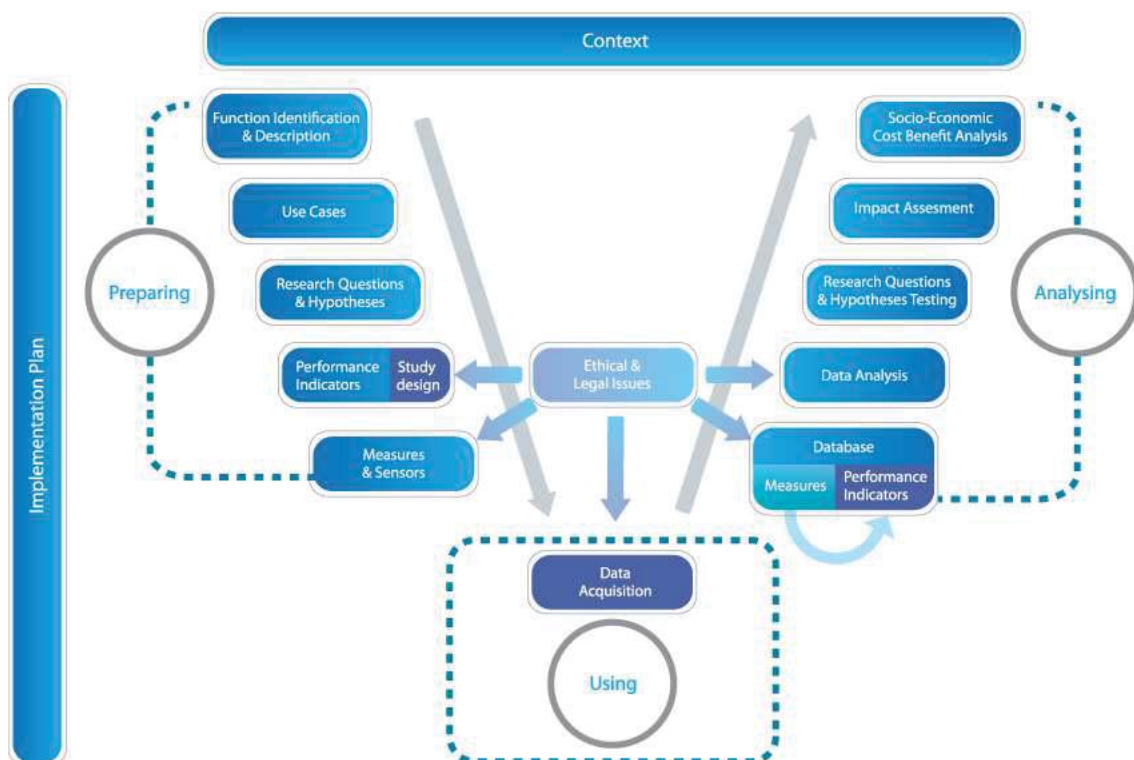 Context
Implementation Plan
Function Identification
& Description
Use Cases
Preparing
Research Questions
& Hypotheses
Performance
Indicators
Study
design
Measures
& Sensors
Ethical &
Legal Issues
Data
Acquisition
Using
Socio-Economic
Cost Benefit Analysis
Impact Assesment
Research Questions
& Hypotheses Testing
Analysing
Data Analysis
Database
Measures
Performance
Indicators